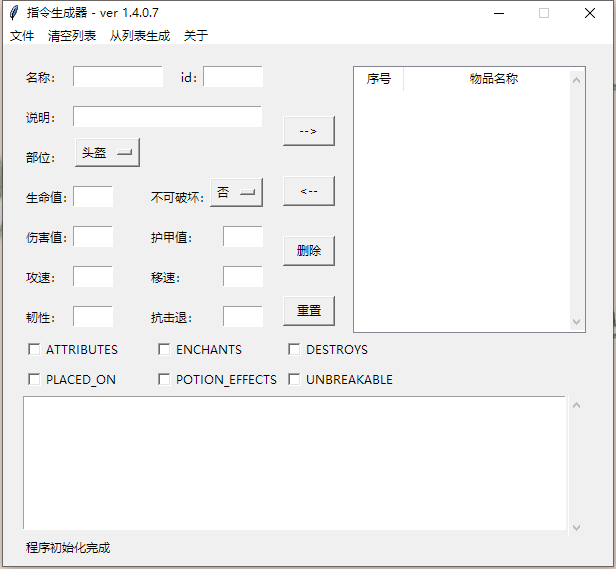 指令生成器 - ver 1.4.0.7
文件 清空列表 从列表生成 关于
名称: id:
序号 物品名称
说明:
-->
部位: 头盔
生命值: 不可破坏: 否
<--
伤害值: 护甲值:
删除
攻速: 移速:
韧性: 抗击退:
重置
ATTRIBUTES ENCHANTS DESTROYS
PLACED_ON POTION_EFFECTS UNBREAKABLE
程序初始化完成